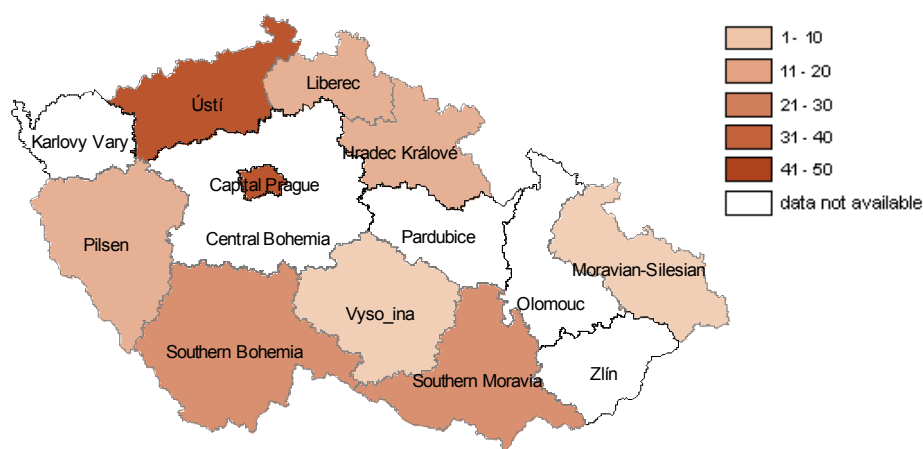 1 - 10
11 - 20
21 - 30
31 - 40
41 - 50
data not available
Liberec
Ústí
Karlovy Vary
Hradec Králové
Capital Prague
Central Bohemia
Pardubice
Pilsen
Moravian-Silesian
Olomouc
Vyso_ina
Southern Bohemia
Southern Moravia
Zlín